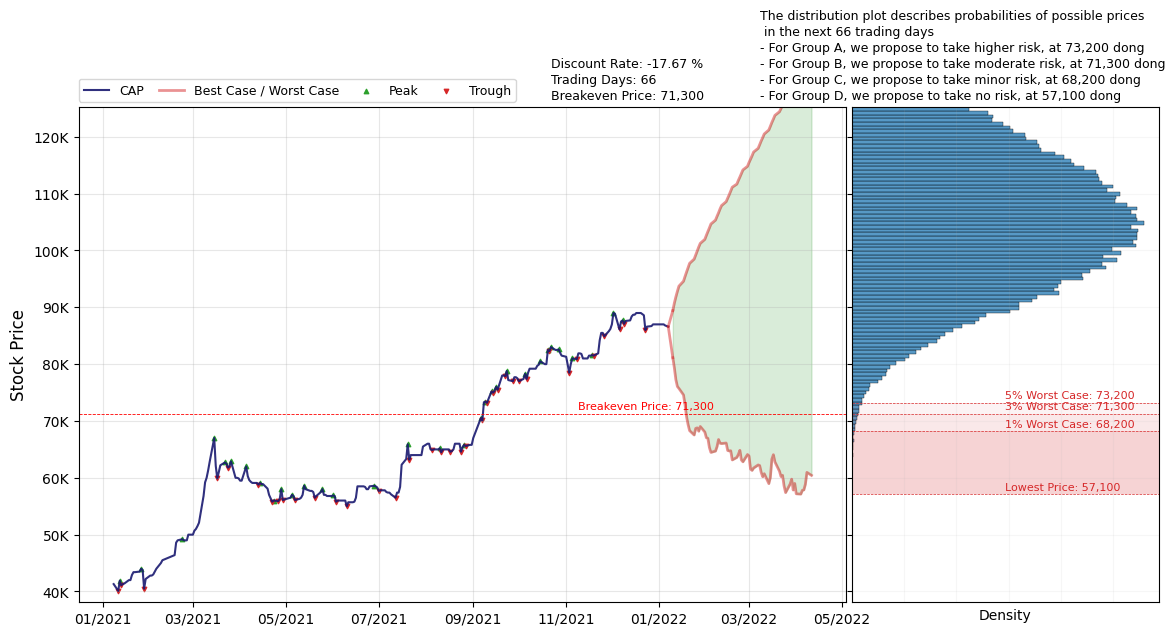 The distribution plot describes probabilities of possible prices
in the next 66 trading days
- For Group A, we propose to take higher risk, at 73,200 dong
- For Group B, we propose to take moderate risk, at 71,300 dong
- For Group C, we propose to take minor risk, at 68,200 dong
- For Group D, we propose to take no risk, at 57,100 dong
Discount Rate: -17.67 %
Trading Days: 66
Breakeven Price: 71,300
CAP
Best Case / Worst Case
Peak
Trough
Stock Price
120K
110K
100K
90K
80K
70K
60K
50K
40K
Breakeven Price: 71,300
5% Worst Case: 73,200
3% Worst Case: 71,300
1% Worst Case: 68,200
Lowest Price: 57,100
01/2021
03/2021
05/2021
07/2021
09/2021
11/2021
01/2022
03/2022
05/2022
Density